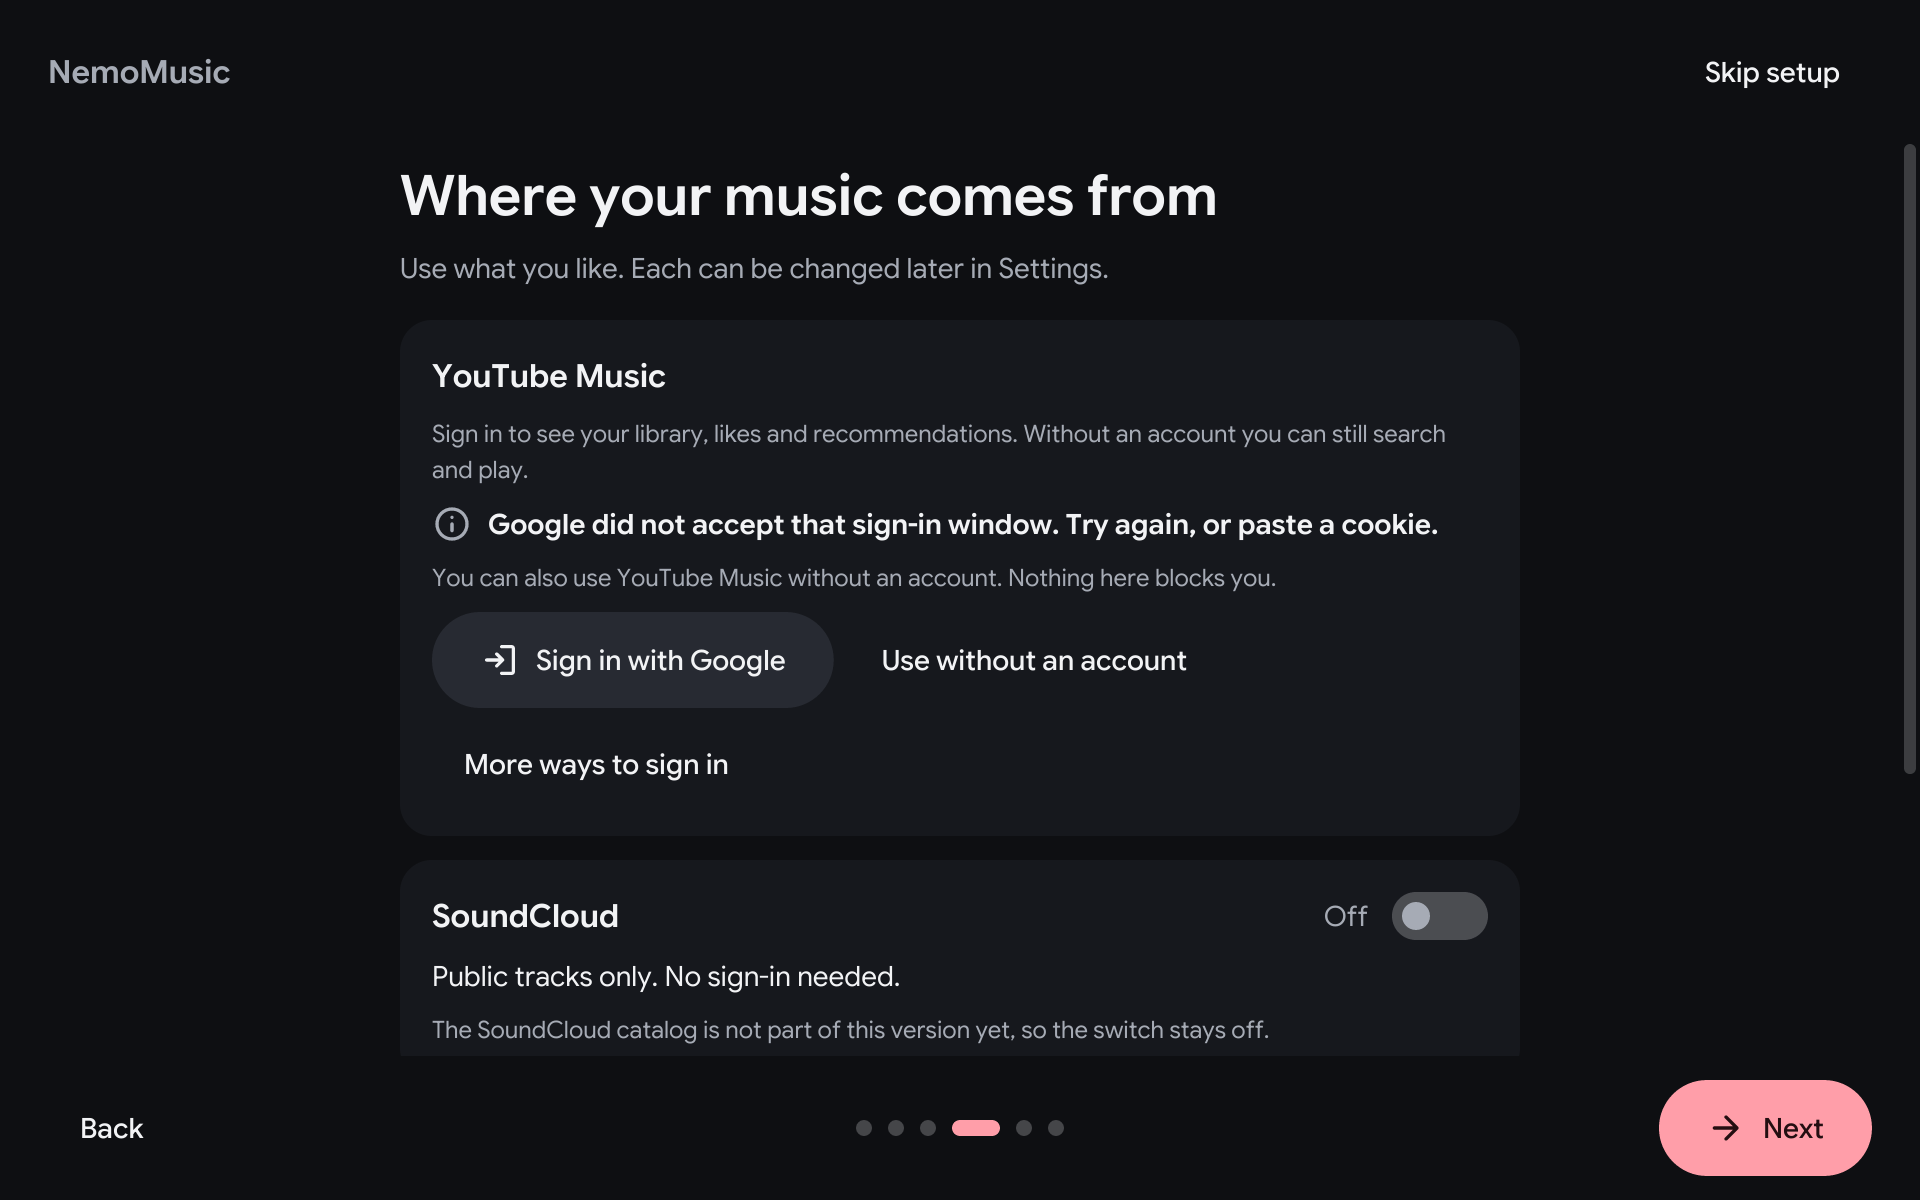 NemoMusic
Skip setup
Where your music comes from
Use what you like. Each can be changed later in Settings.
YouTube Music
Sign in to see your library, likes and recommendations. Without an account you can still search
and play.
Google did not accept that sign-in window. Try again, or paste a cookie.
You can also use YouTube Music without an account. Nothing here blocks you.
Sign in with Google
Use without an account
More ways to sign in
SoundCloud
Off
Public tracks only. No sign-in needed.
The SoundCloud catalog is not part of this version yet, so the switch stays off.
Back
Next